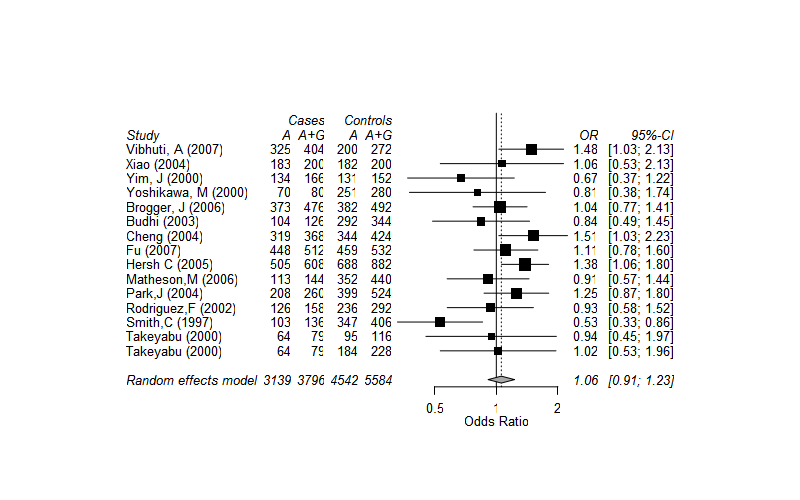 Cases Controls
Study A A+G A A+G OR 95%-CI
Vibhuti, A (2007) 325 404 200 272 1.48 [1.03; 2.13]
Xiao (2004) 183 200 182 200 1.06 [0.53; 2.13]
Yim, J (2000) 134 166 131 152 0.67 [0.37; 1.22]
Yoshikawa, M (2000) 70 80 251 280 0.81 [0.38; 1.74]
Brogger, J (2006) 373 476 382 492 1.04 [0.77; 1.41]
Budhi (2003) 104 126 292 344 0.84 [0.49; 1.45]
Cheng (2004) 319 368 344 424 1.51 [1.03; 2.23]
Fu (2007) 448 512 459 532 1.11 [0.78; 1.60]
Hersh C (2005) 505 608 688 882 1.38 [1.06; 1.80]
Matheson,M (2006) 113 144 352 440 0.91 [0.57; 1.44]
Park,J (2004) 208 260 399 524 1.25 [0.87; 1.80]
Rodriguez,F (2002) 126 158 236 292 0.93 [0.58; 1.52]
Smith,C (1997) 103 136 347 406 0.53 [0.33; 0.86]
Takeyabu (2000) 64 79 95 116 0.94 [0.45; 1.97]
Takeyabu (2000) 64 79 184 228 1.02 [0.53; 1.96]
Random effects model 3139 3796 4542 5584 1.06 [0.91; 1.23]
0.5 1 2
Odds Ratio